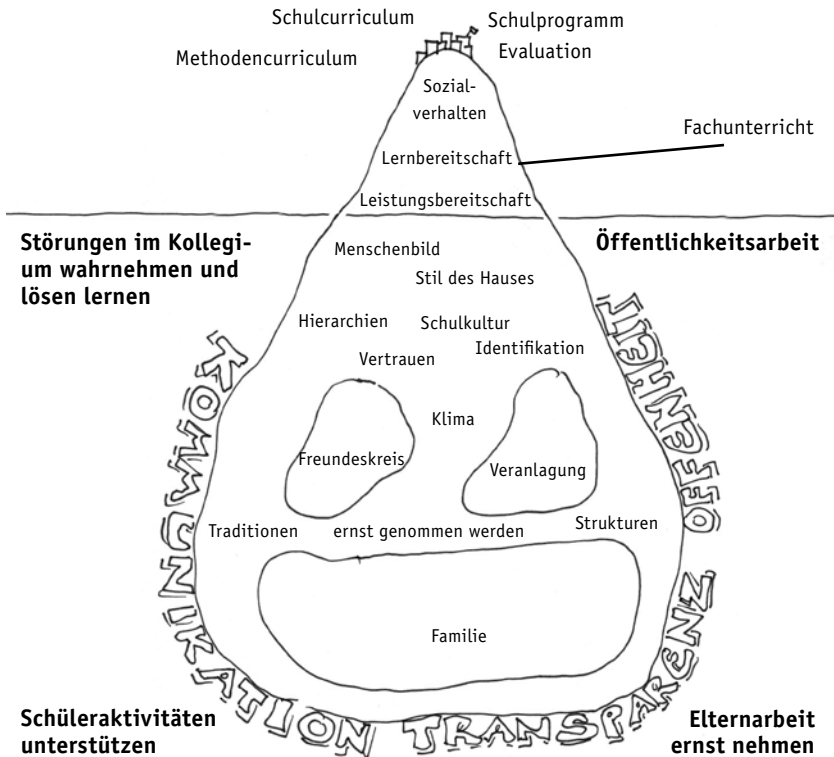 Schulcurriculum
Schulprogramm
Methodencurriculum
Evaluation
Sozial-
verhalten
Fachunterricht
Lernbereitschaft
Leistungsbereitschaft
Störungen im Kollegi-
um wahrnehmen und
lösen lernen
Öffentlichkeitsarbeit
Menschenbild
Stil des Hauses
Hierarchien
Schulkultur
Identifikation
Vertrauen
Klima
Freundeskreis
Veranlagung
Traditionen
ernst genommen werden
Strukturen
Familie
KOMMUNIKATION
TRANSPARENZ
OFFENHEIT
Schüleraktivitäten
unterstützen
Elternarbeit
ernst nehmen